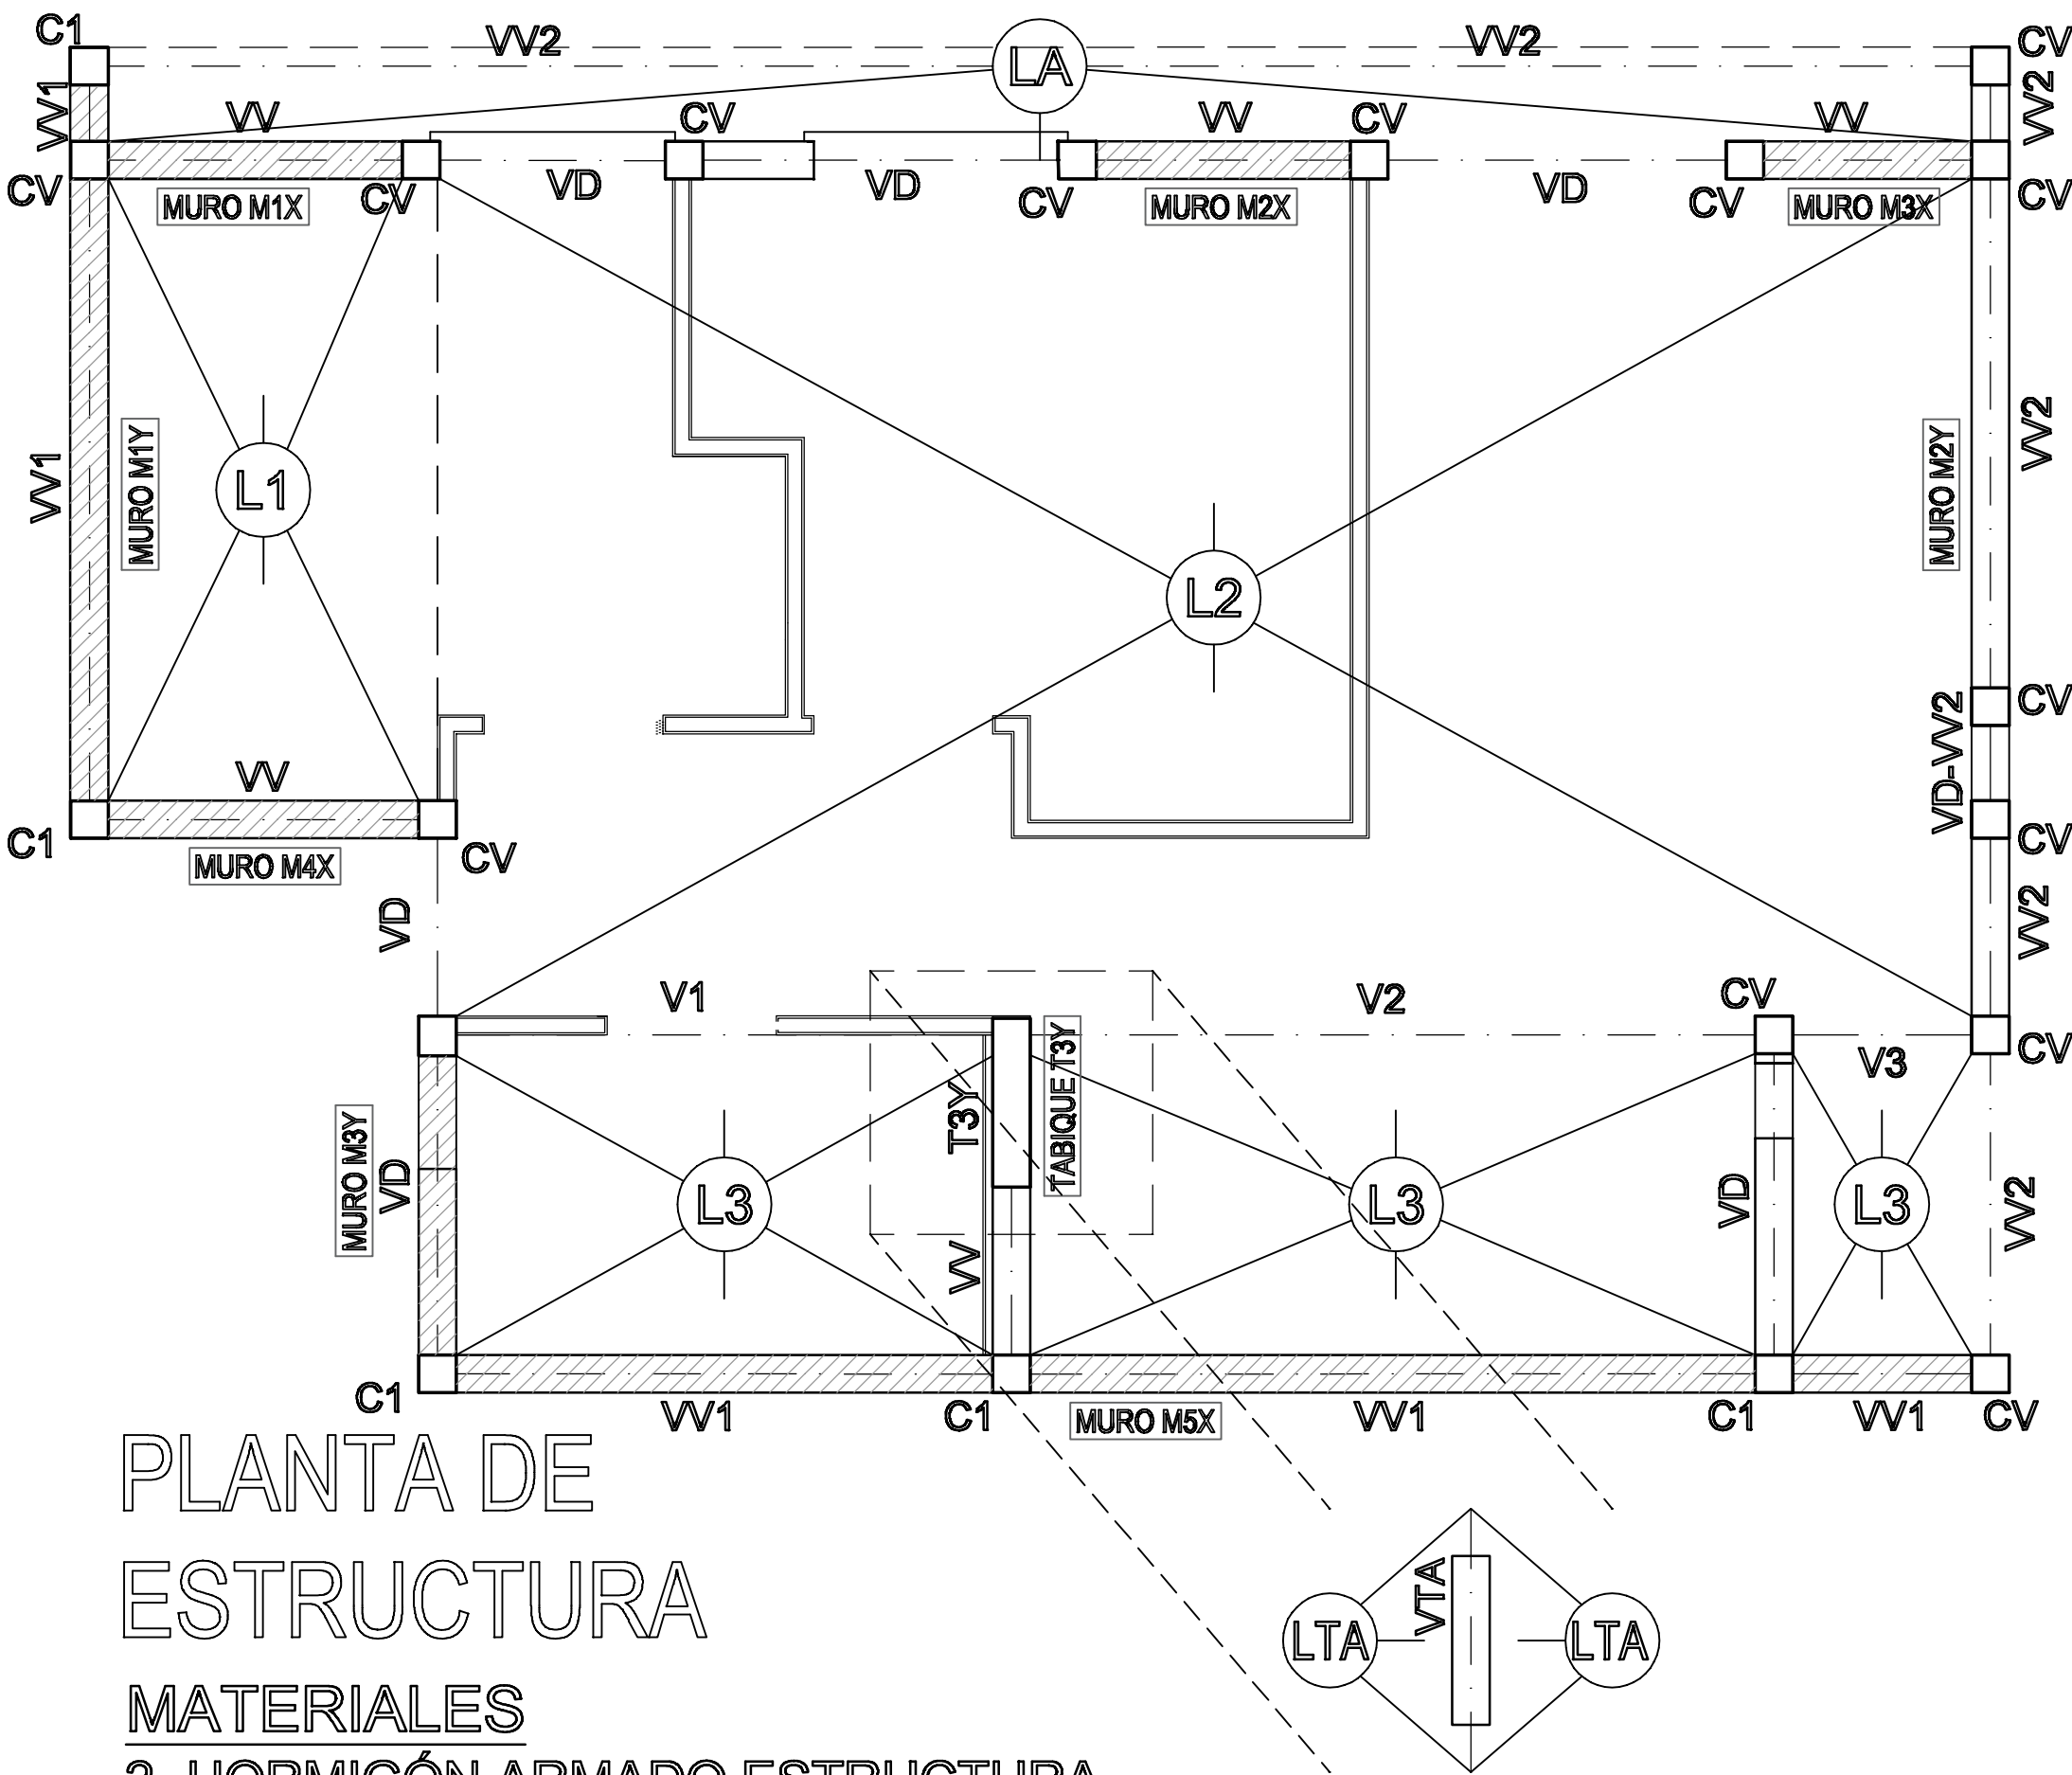 C1
VV2
LA
VV2
CV
VV1
VV
CV
VV
CV
VV
VV2
CV
MURO M1X
CV
VD
VD
CV
MURO M2X
VD
CV
MURO M3X
CV
VV1
MURO M1Y
L1
L2
MURO M2Y
VV2
VV
CV
VD-VV2
C1
MURO M4X
CV
CV
VD
VV2
V1
V2
CV
CV
V3
MURO M3Y
VD
L3
T3Y
TABIQUE T3Y
VV
L3
VD
L3
VV2
C1
VV1
C1
MURO M5X
VV1
C1
VV1
CV
PLANTA DE
ESTRUCTURA
LTA
VTA
LTA
MATERIALES
HORMIGÓN ARMADO ESTRUCTURA